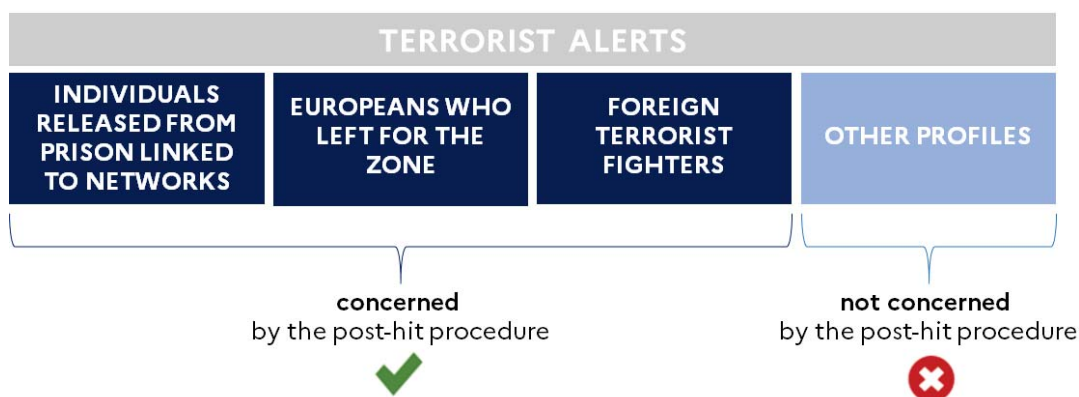 TERRORIST ALERTS
INDIVIDUALS
RELEASED FROM
PRISON LINKED
TO NETWORKS
EUROPEANS WHO
LEFT FOR THE
ZONE
FOREIGN
TERRORIST
FIGHTERS
OTHER PROFILES
concerned
by the post-hit procedure
not concerned
by the post-hit procedure